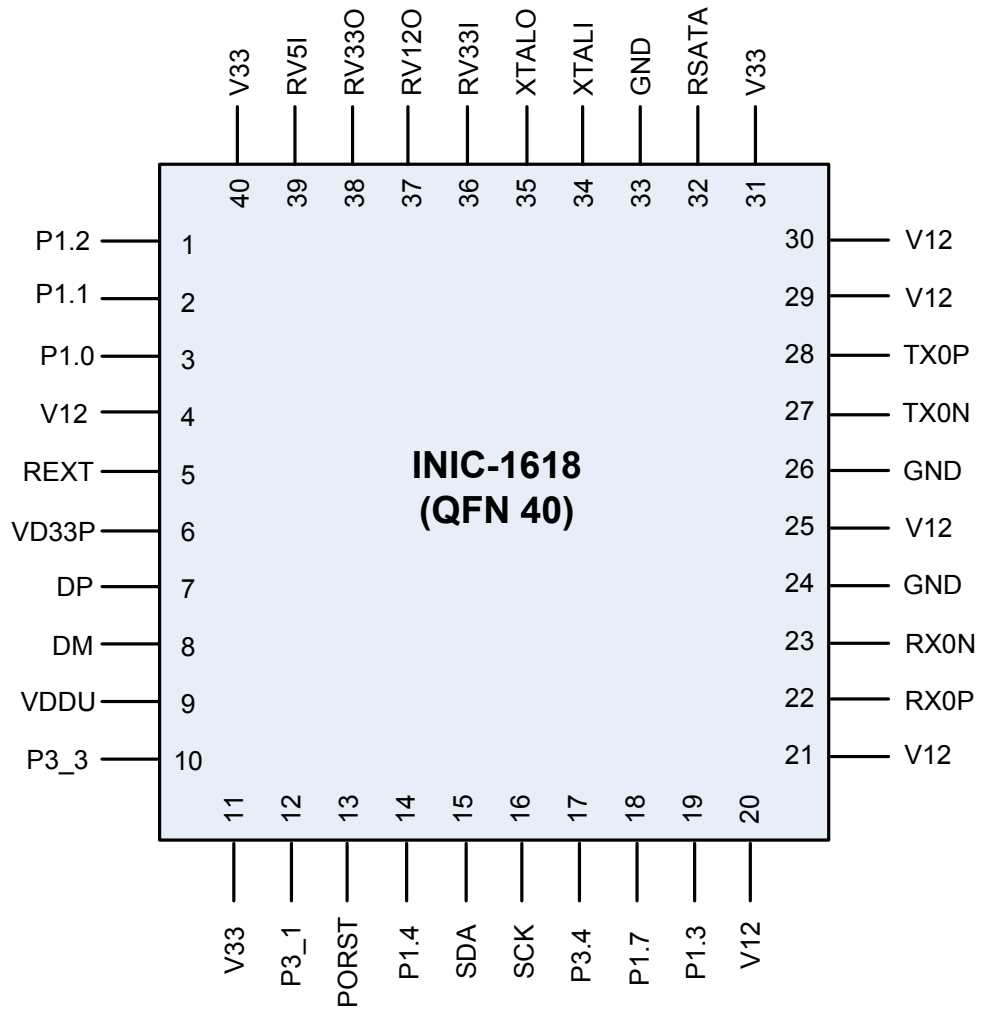 V33 RV5I RV33O RV12O RV33I XTALO XTALI GND RSATA V33
40 39 38 37 36 35 34 33 32 31
P1.2 1
P1.1 2
P1.0 3
V12 4
REXT 5
VD33P 6
DP 7
DM 8
VDDU 9
P3_3 10
INIC-1618
(QFN 40)
30 V12
29 V12
28 TX0P
27 TX0N
26 GND
25 V12
24 GND
23 RX0N
22 RX0P
21 V12
11 12 13 14 15 16 17 18 19 20
V33 P3_1 PORST P1.4 SDA SCK P3.4 P1.7 P1.3 V12